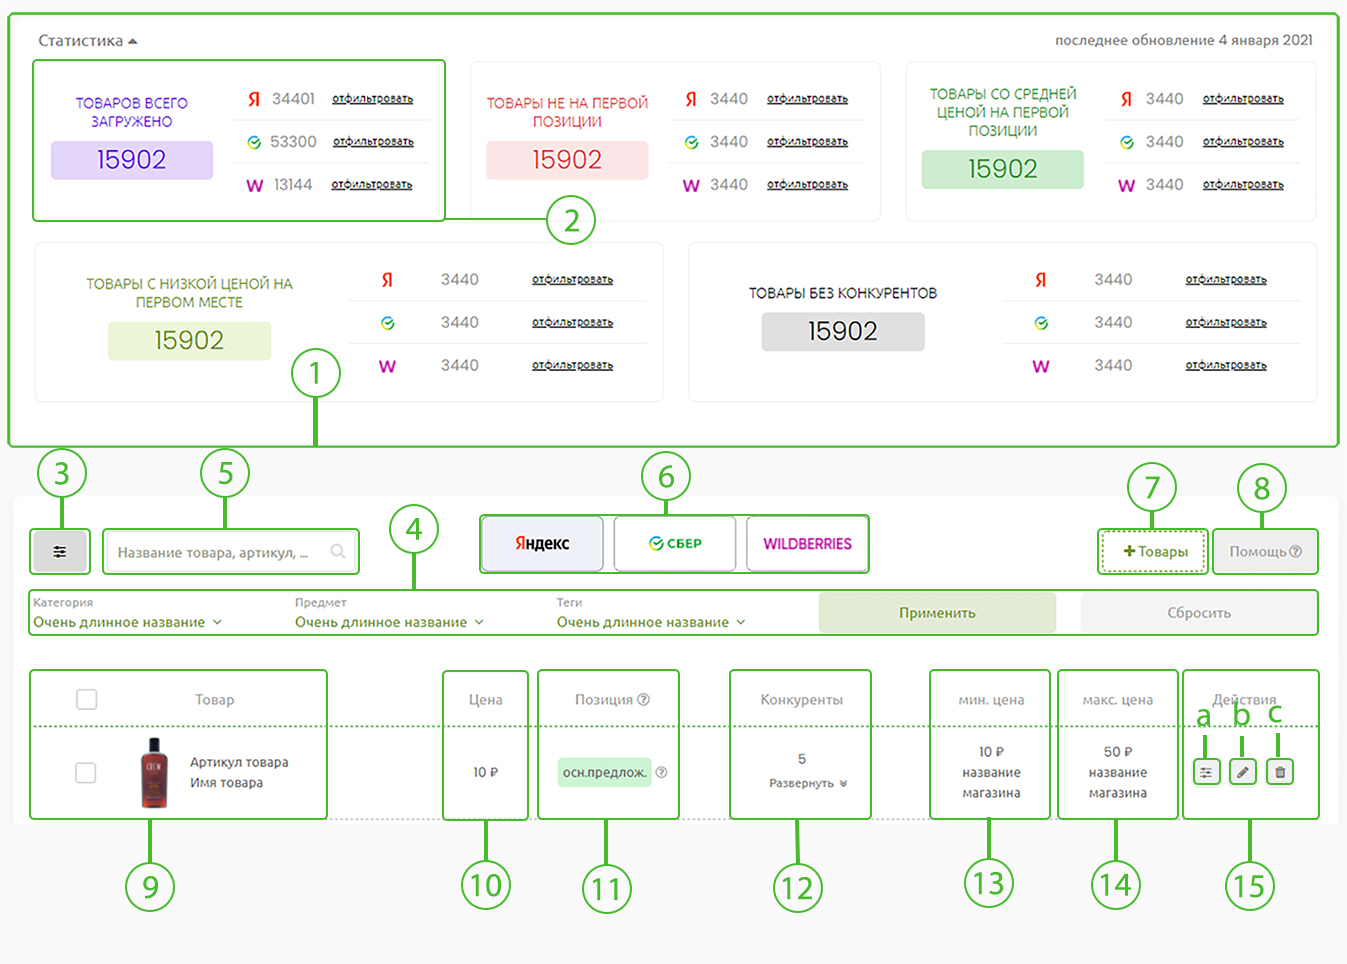 Статистика
последнее обновление 4 января 2021
ТОВАРОВ ВСЕГО
ЗАГРУЖЕНО
15902
Я 34401 отфильтровать
53300 отфильтровать
W 13144 отфильтровать
ТОВАРЫ НЕ НА ПЕРВОЙ
ПОЗИЦИИ
15902
Я 3440 отфильтровать
3440 отфильтровать
W 3440 отфильтровать
ТОВАРЫ СО СРЕДНЕЙ
ЦЕНОЙ НА ПЕРВОЙ
ПОЗИЦИИ
15902
Я 3440 отфильтровать
3440 отфильтровать
W 3440 отфильтровать
2
ТОВАРЫ С НИЗКОЙ ЦЕНОЙ НА
ПЕРВОМ МЕСТЕ
15902
Я 3440 отфильтровать
3440 отфильтровать
W 3440 отфильтровать
ТОВАРЫ БЕЗ КОНКУРЕНТОВ
15902
Я 3440 отфильтровать
3440 отфильтровать
W 3440 отфильтровать
1
3
5
4
6
7
8
Название товара, артикул, ...
Яндекс
СБЕР
WILDBERRIES
+Товары
Помощь?
Категория
Очень длинное название
Предмет
Очень длинное название
Теги
Очень длинное название
Применить
Сбросить
Товар
Цена
Позиция ?
Конкуренты
мин. цена
макс. цена
Действия
a b c
CREW
Артикул товара
Имя товара
10 ₽
осн.предлож. ?
5
Развернуть
10 ₽
название
магазина
50 ₽
название
магазина
9
10
11
12
13
14
15